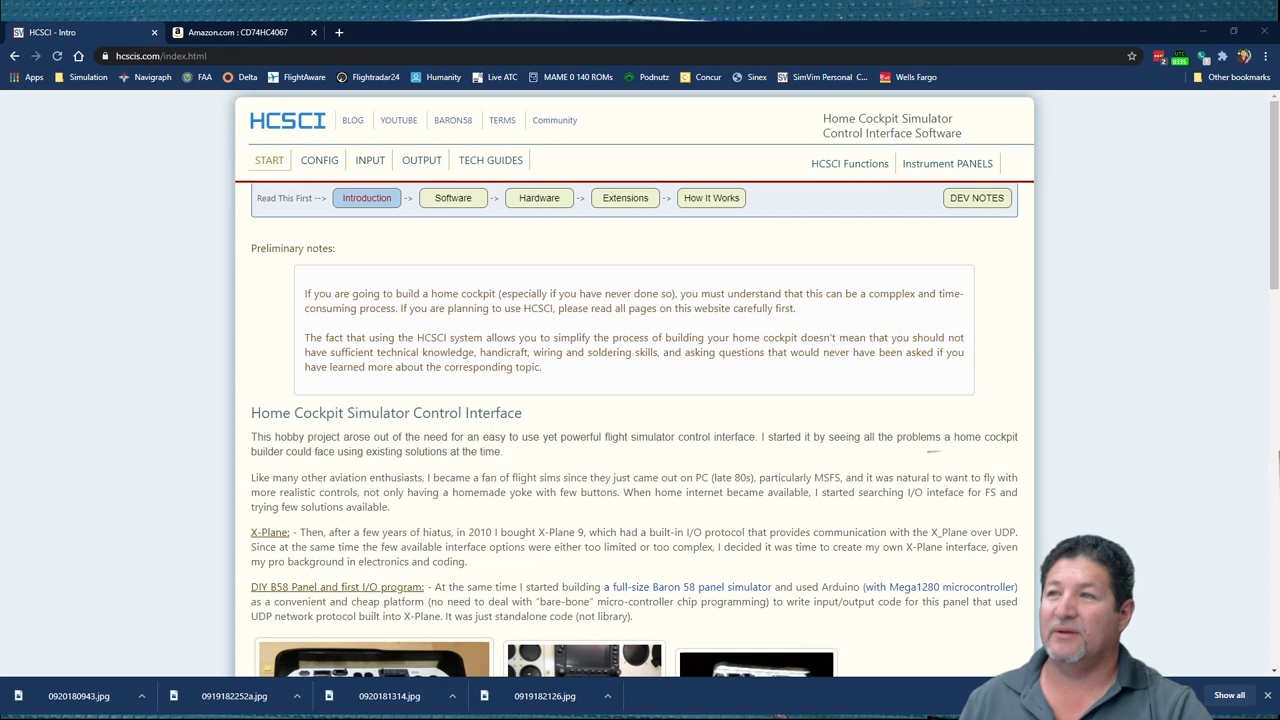 HCSCI - Intro
Amazon.com : CD74HC4067
hcscis.com/index.html
Apps Simulation Navigraph FAA Delta FlightAware Flightradar24 Humanity Live ATC MAME 0 140 ROMs Podnutz Concur Sinex SimVim Personal C... Wells Fargo Other bookmarks
HCSCI BLOG YOUTUBE BARON58 TERMS Community
Home Cockpit Simulator
Control Interface Software
START CONFIG INPUT OUTPUT TECH GUIDES
HCSCI Functions Instrument PANELS
Read This First --> Introduction -> Software -> Hardware -> Extensions -> How It Works DEV NOTES
Preliminary notes:
If you are going to build a home cockpit (especially if you have never done so), you must understand that this can be a compplex and time-
consuming process. If you are planning to use HCSCI, please read all pages on this website carefully first.
The fact that using the HCSCI system allows you to simplify the process of building your home cockpit doesn't mean that you should not
have sufficient technical knowledge, handicraft, wiring and soldering skills, and asking questions that would never have been asked if you
have learned more about the corresponding topic.
Home Cockpit Simulator Control Interface
This hobby project arose out of the need for an easy to use yet powerful flight simulator control interface. I started it by seeing all the problems a home cockpit
builder could face using existing solutions at the time.
Like many other aviation enthusiasts, I became a fan of flight sims since they just came out on PC (late 80s), particularly MSFS, and it was natural to want to fly with
more realistic controls, not only having a homemade yoke with few buttons. When home internet became available, I started searching I/O inteface for FS and
trying few solutions available.
X-Plane: - Then, after a few years of hiatus, in 2010 I bought X-Plane 9, which had a built-in I/O protocol that provides communication with the X_Plane over UDP.
Since at the same time the few available interface options were either too limited or too complex, I decided it was time to create my own X-Plane interface, given
my pro background in electronics and coding.
DIY B58 Panel and first I/O program: - At the same time I started building a full-size Baron 58 panel simulator and used Arduino (with Mega1280 microcontroller)
as a convenient and cheap platform (no need to deal with "bare-bone" micro-controller chip programming) to write input/output code for this panel that used
UDP network protocol built into X-Plane. It was just standalone code (not library).
0920180943.jpg
0919182252a.jpg
0920181314.jpg
0919182126.jpg
Show all